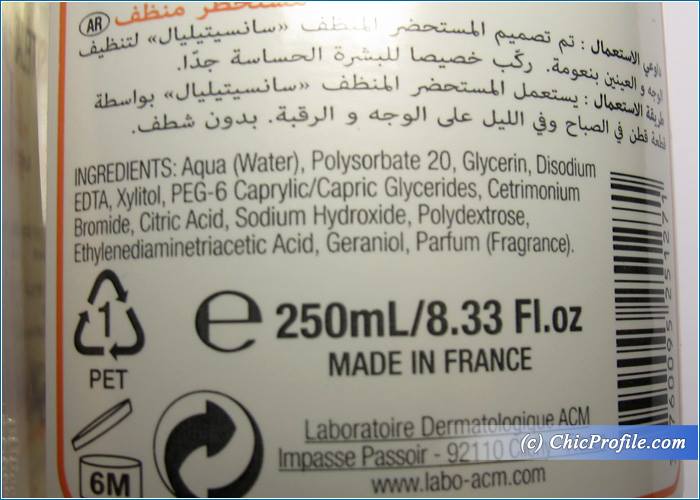 مستحضر منظف
AR
دواعي الاستعمال : تم تصميم المستحضر المنظف «سانسيتيليال» لتنظيف
الوجه و العينين بنعومة. ركّب خصيصا للبشرة الحساسة جدًا.
طريقة الاستعمال : يستعمل المستحضر المنظف «سانسيتيليال» بواسطة
قطعة قطن في الصباح وفي الليل على الوجه و الرقبة. بدون شطف.
INGREDIENTS: Aqua (Water), Polysorbate 20, Glycerin, Disodium
EDTA, Xylitol, PEG-6 Caprylic/Capric Glycerides, Cetrimonium
Bromide, Citric Acid, Sodium Hydroxide, Polydextrose,
Ethylenediaminetriacetic Acid, Geraniol, Parfum (Fragrance).
1
PET
e 250mL/8.33 Fl.oz
MADE IN FRANCE
6M
Laboratoire Dermatologique ACM
Impasse Passoir - 92110
www.labo-acm.com
(c) ChicProfile.com